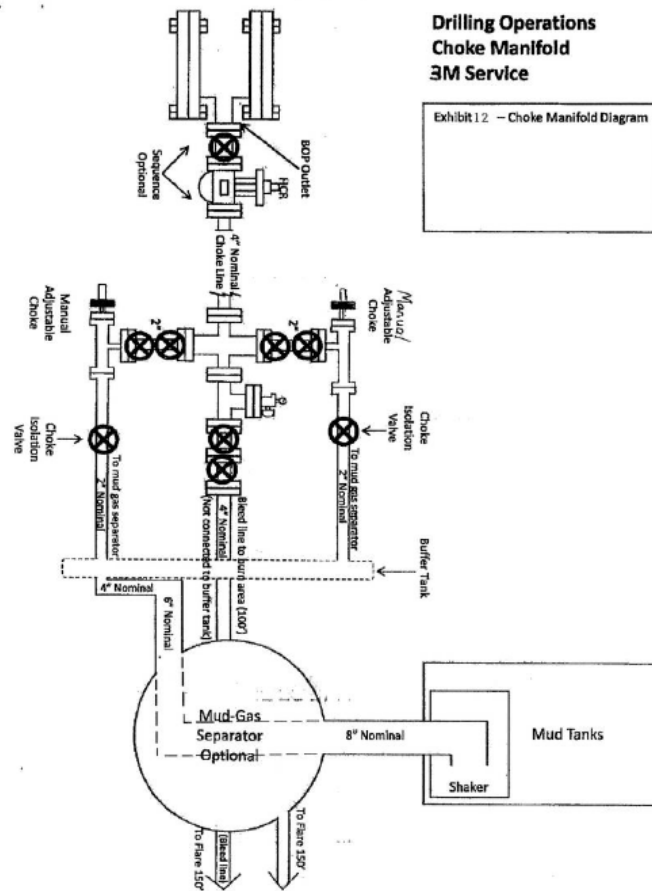 Drilling Operations
Choke Manifold
3M Service
Exhibit 12 – Choke Manifold Diagram
BOP Outlet
Sequence
Optional
HCR
4" Nominal
Choke Line
Manual
Adjustable
Choke
2"
2"
Manual
Adjustable
Choke
Choke
Isolation
Valve
Choke
Isolation
Valve
To mud gas separator
2" Nominal
Bleed line to burn area (100')
4" Nominal
(Not connected to buffer tank)
To mud gas separator
2" Nominal
Buffer Tank
4" Nominal
6" Nominal
Mud-Gas
Separator
Optional
8" Nominal
Mud Tanks
Shaker
To Flare 150'
(Bleed line)
To Flare 150'